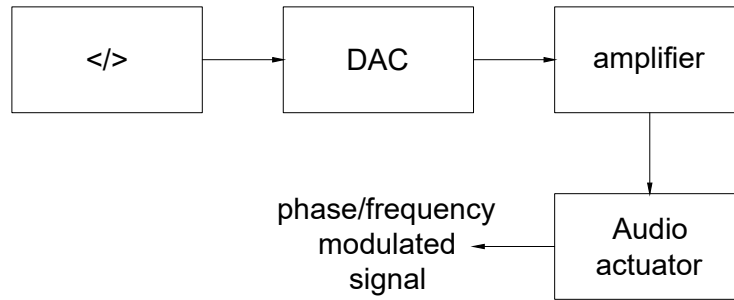 </>
DAC
amplifier
phase/frequency
modulated
signal
Audio
actuator